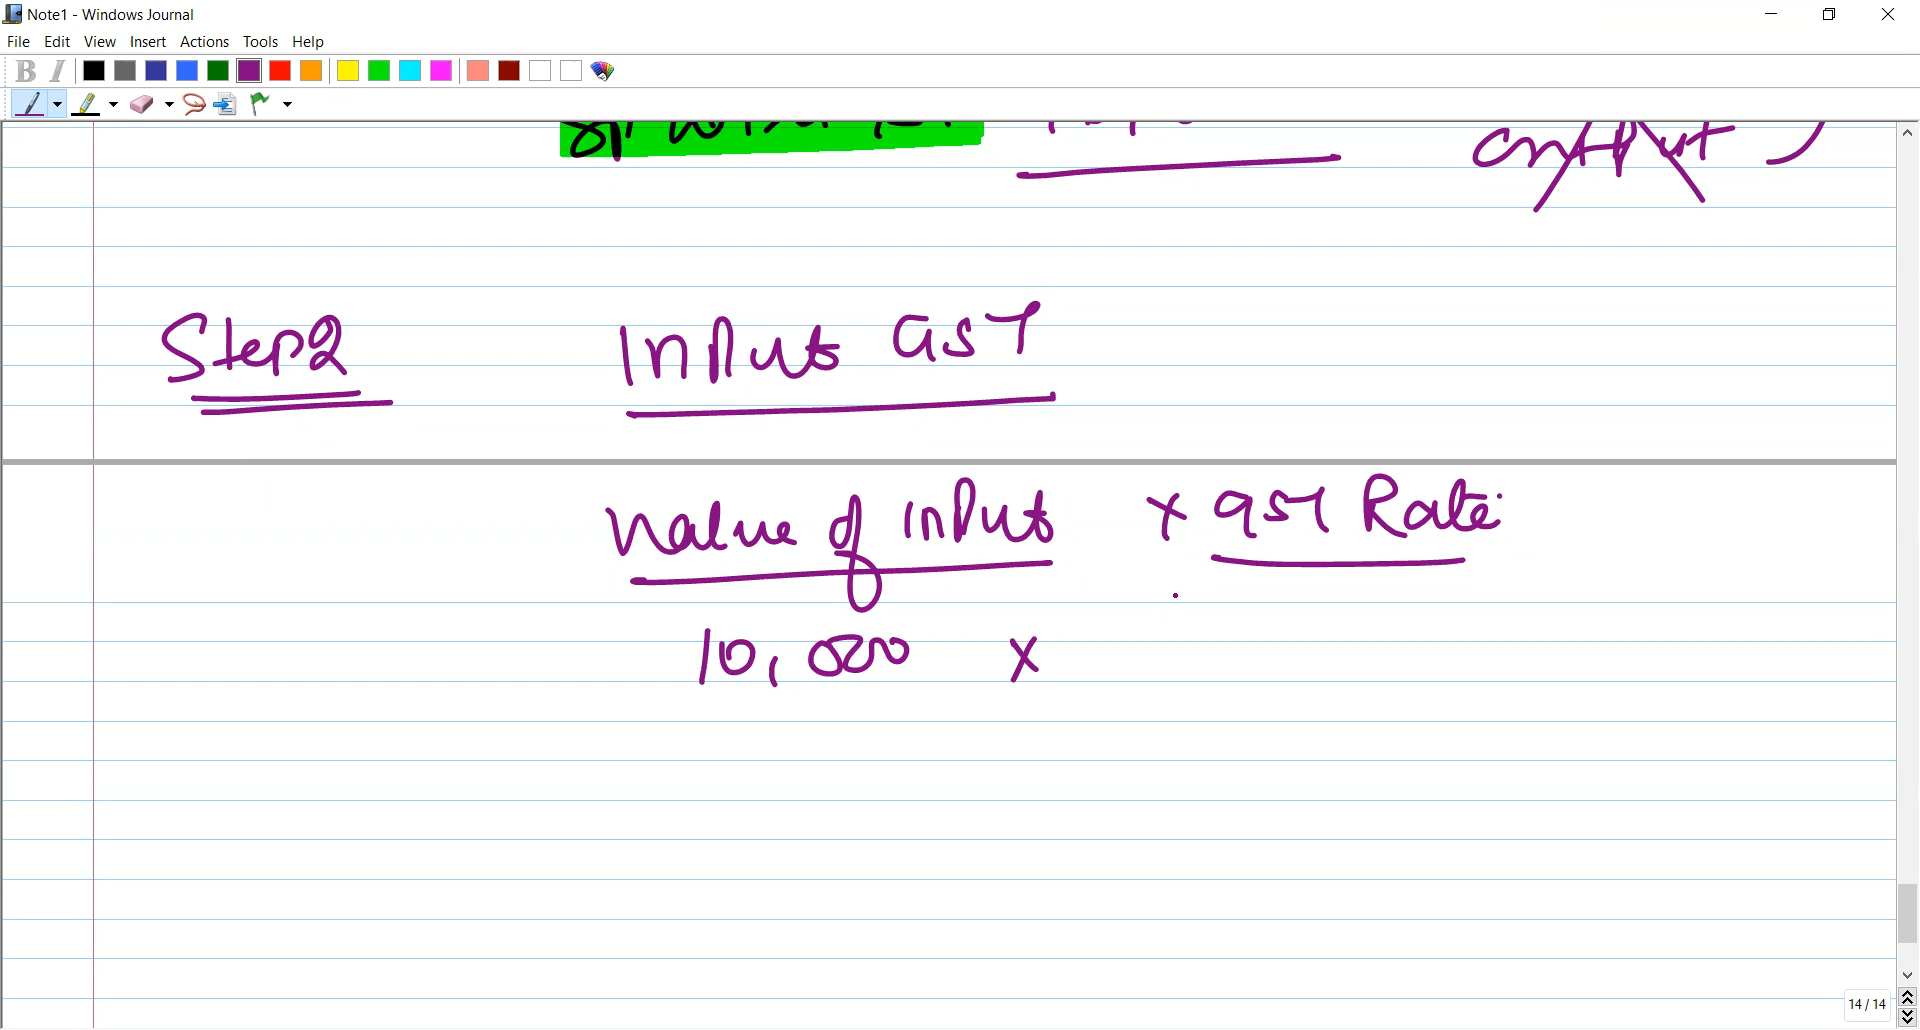 Note1 - Windows Journal
File Edit View Insert Actions Tools Help
B I
output
Step2 Input GST
Value of input x GST Rate
10,000 x
14 / 14